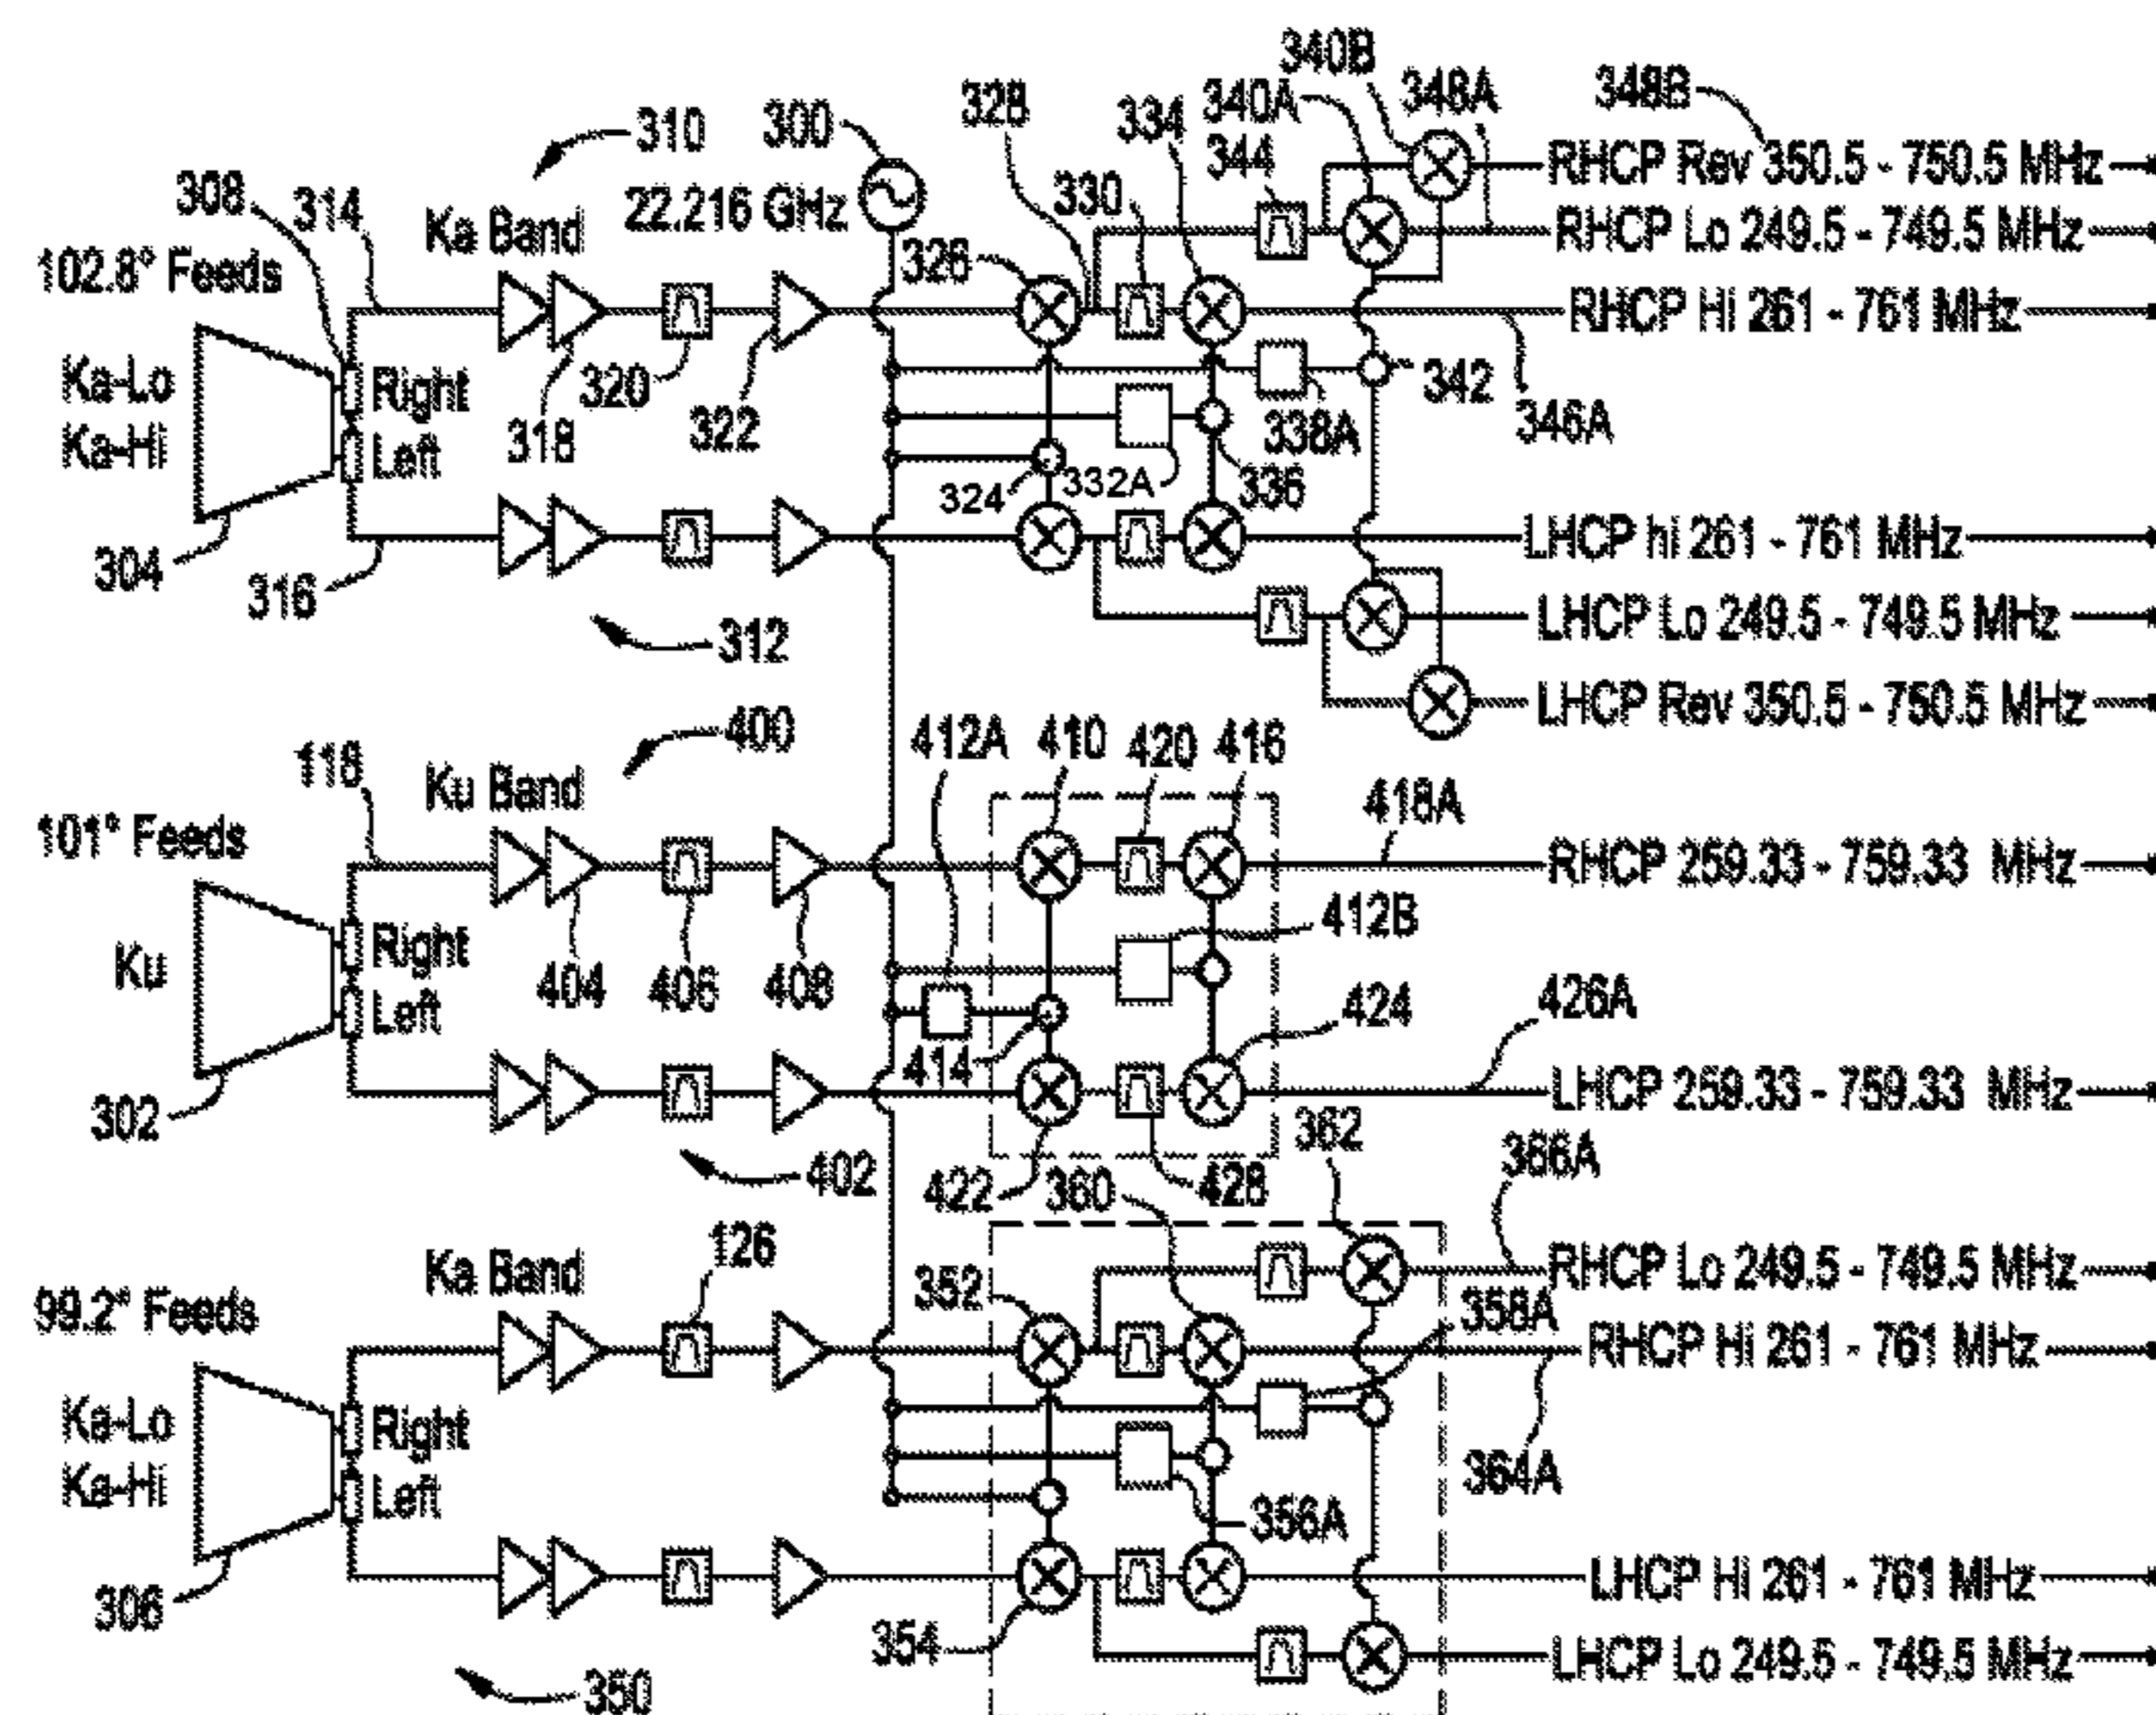 340B
328
340A
348A
348B
310
300
334
344
RHCP Rev 350.5 - 750.5 MHz
308
314
Ka Band
22.216 GHz
330
RHCP Lo 249.5 - 749.5 MHz
102.8° Feeds
326
RHCP Hi 261 - 761 MHz
Ka-Lo
Right
320
342
Ka-Hi
Left
318
322
338A
346A
324
332A
336
304
316
LHCP hi 261 - 761 MHz
312
LHCP Lo 249.5 - 749.5 MHz
LHCP Rev 350.5 - 750.5 MHz
400
118
Ku Band
412A
410
420
416
418A
101° Feeds
RHCP 259.33 - 759.33 MHz
Ku
Right
404
406
408
412B
Left
414
424
426A
302
LHCP 259.33 - 759.33 MHz
402
422
360
428
362
366A
126
Ka Band
352
RHCP Lo 249.5 - 749.5 MHz
99.2° Feeds
358A
RHCP Hi 261 - 761 MHz
Ka-Lo
Right
364A
Ka-Hi
Left
356A
306
354
LHCP Hi 261 - 761 MHz
LHCP Lo 249.5 - 749.5 MHz
350